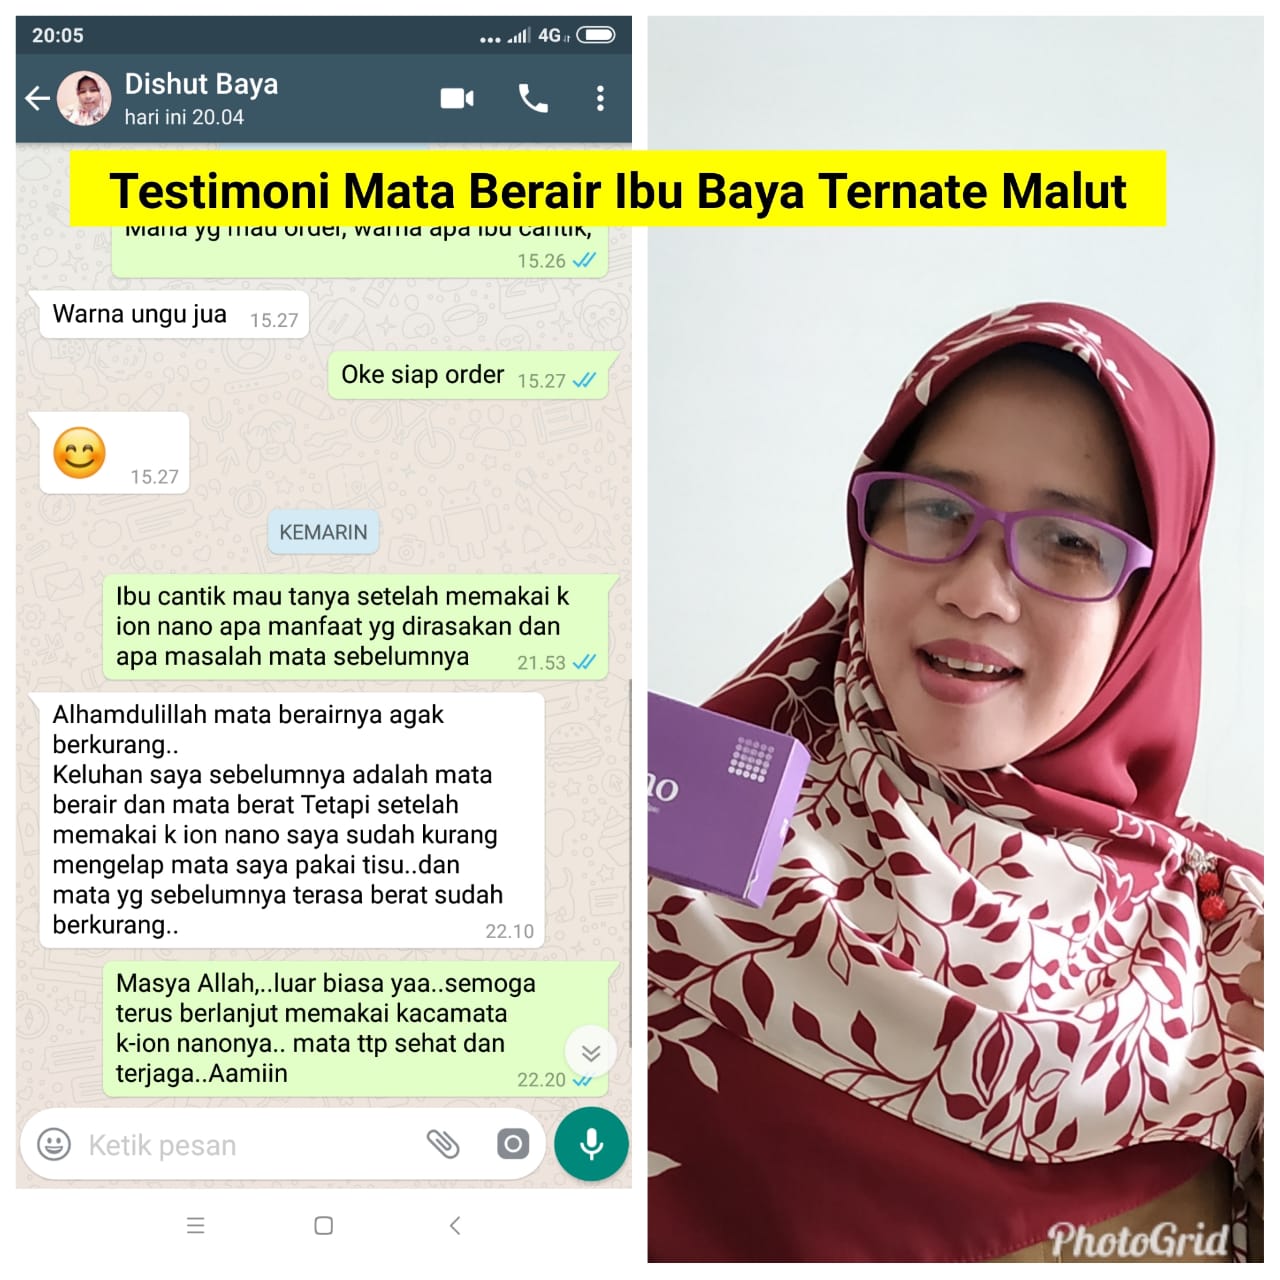 20:05
4G
Dishut Baya
hari ini 20.04
Testimoni Mata Berair Ibu Baya Ternate Malut
Mana yg mau order, warna apa ibu cantik,
15.26
Warna ungu jua 15.27
Oke siap order 15.27
15.27
KEMARIN
Ibu cantik mau tanya setelah memakai k
ion nano apa manfaat yg dirasakan dan
apa masalah mata sebelumnya 21.53
Alhamdulillah mata berairnya agak
berkurang..
Keluhan saya sebelumnya adalah mata
berair dan mata berat Tetapi setelah
memakai k ion nano saya sudah kurang
mengelap mata saya pakai tisu..dan
mata yg sebelumnya terasa berat sudah
berkurang.. 22.10
Masya Allah,..luar biasa yaa..semoga
terus berlanjut memakai kacamata
k-ion nanonya.. mata ttp sehat dan
terjaga..Aamiin 22.20
Ketik pesan
no
PhotoGrid